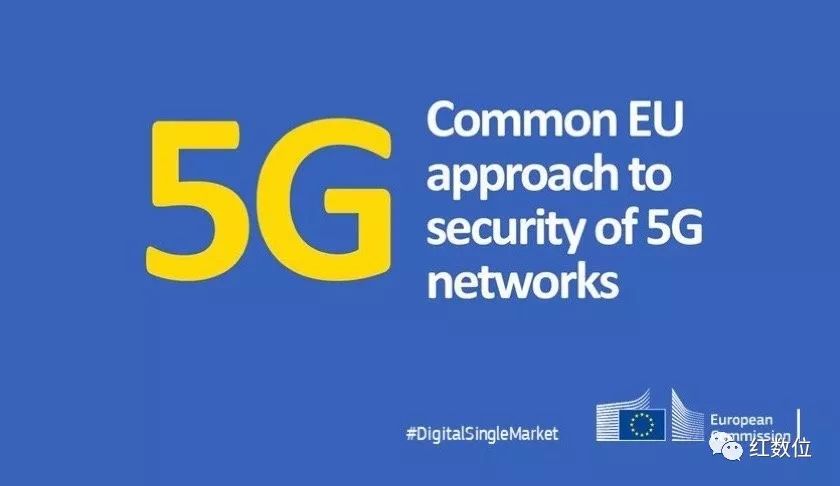 5G
Common EU
approach to
security of 5G
networks
#DigitalSingleMarket
European
Commission
红数位